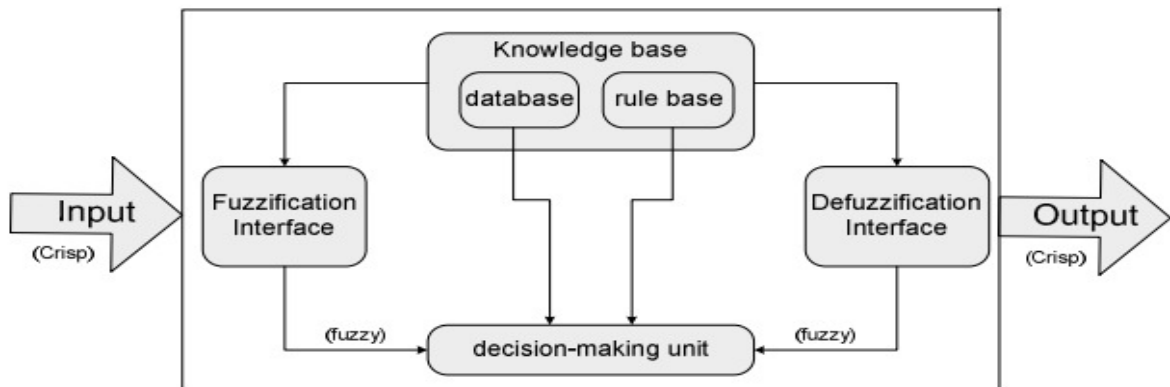 Knowledge base
database
rule base
Input
(Crisp)
Fuzzification
Interface
Defuzzification
Interface
Output
(Crisp)
(fuzzy)
decision-making unit
(fuzzy)